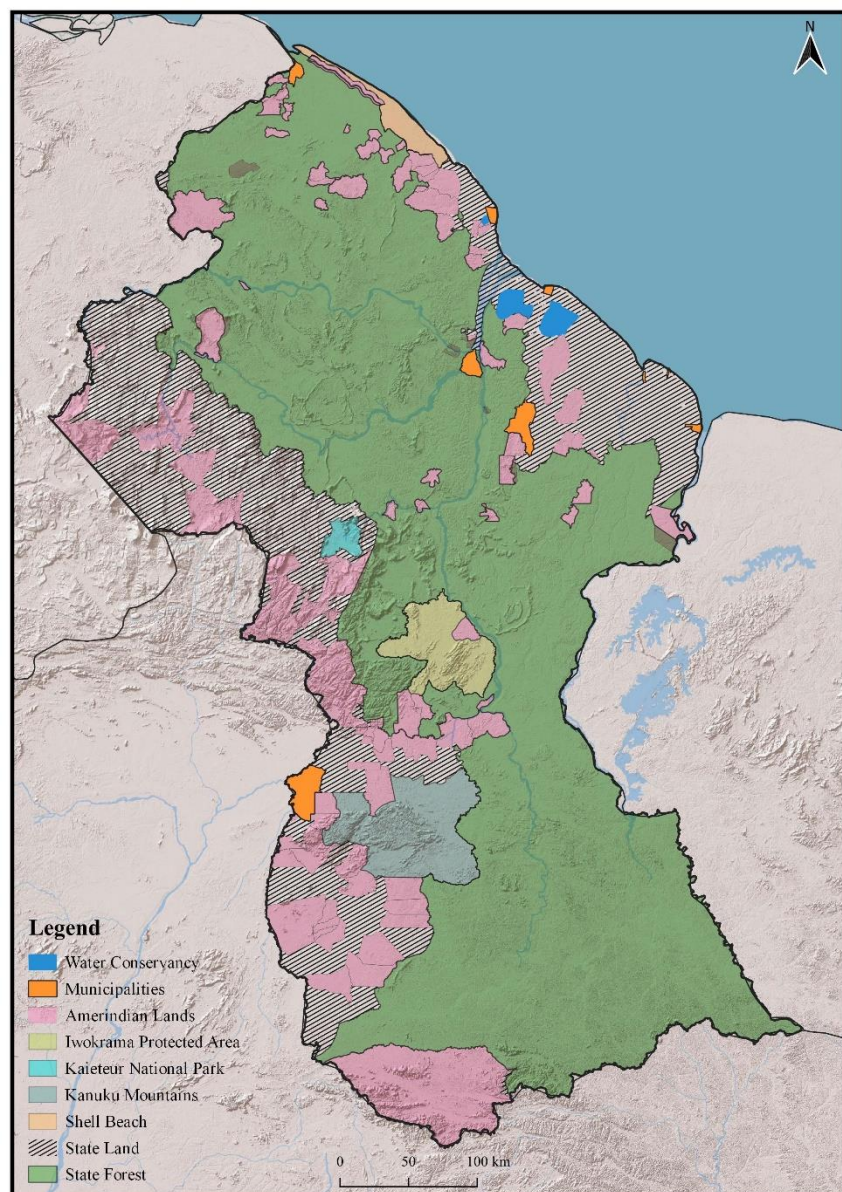 N
Legend
Water Conservancy
Municipalities
Amerindian Lands
Iwokrama Protected Area
Kaieteur National Park
Kanuku Mountains
Shell Beach
State Land
State Forest
0 50 100 km